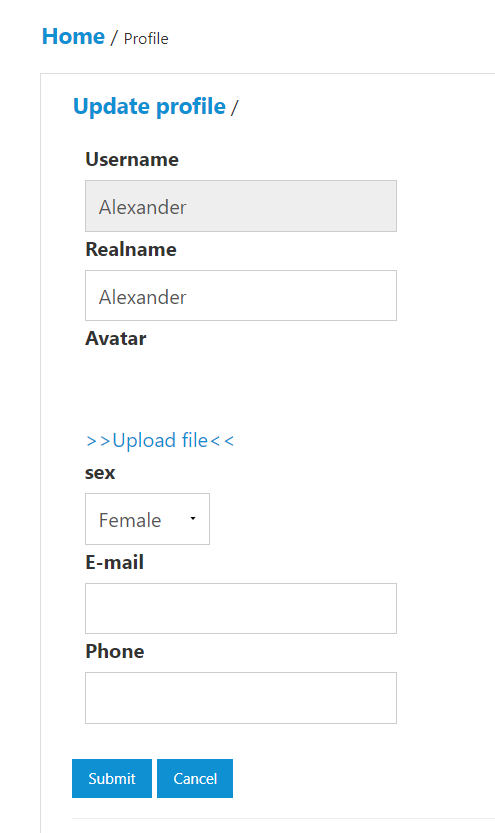 Home / Profile
Update profile /
Username
Alexander
Realname
Alexander
Avatar
>>Upload file<<
sex
Female
E-mail
Phone
Submit Cancel